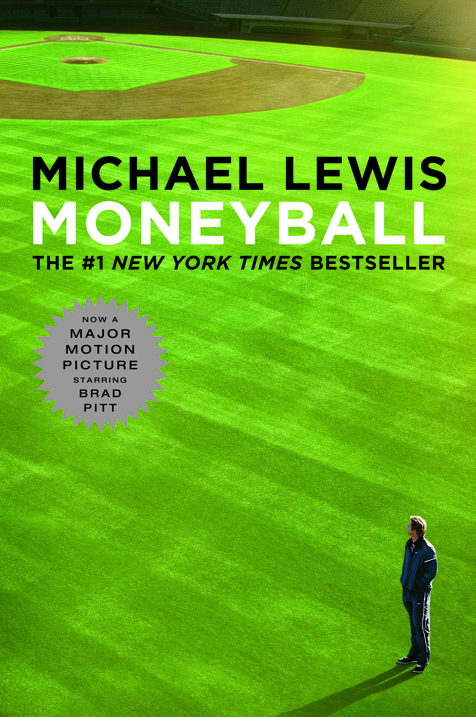 MICHAEL LEWIS
MONEYBALL
THE #1 NEW YORK TIMES BESTSELLER
NOW A
MAJOR
MOTION
PICTURE
STARRING
BRAD
PITT